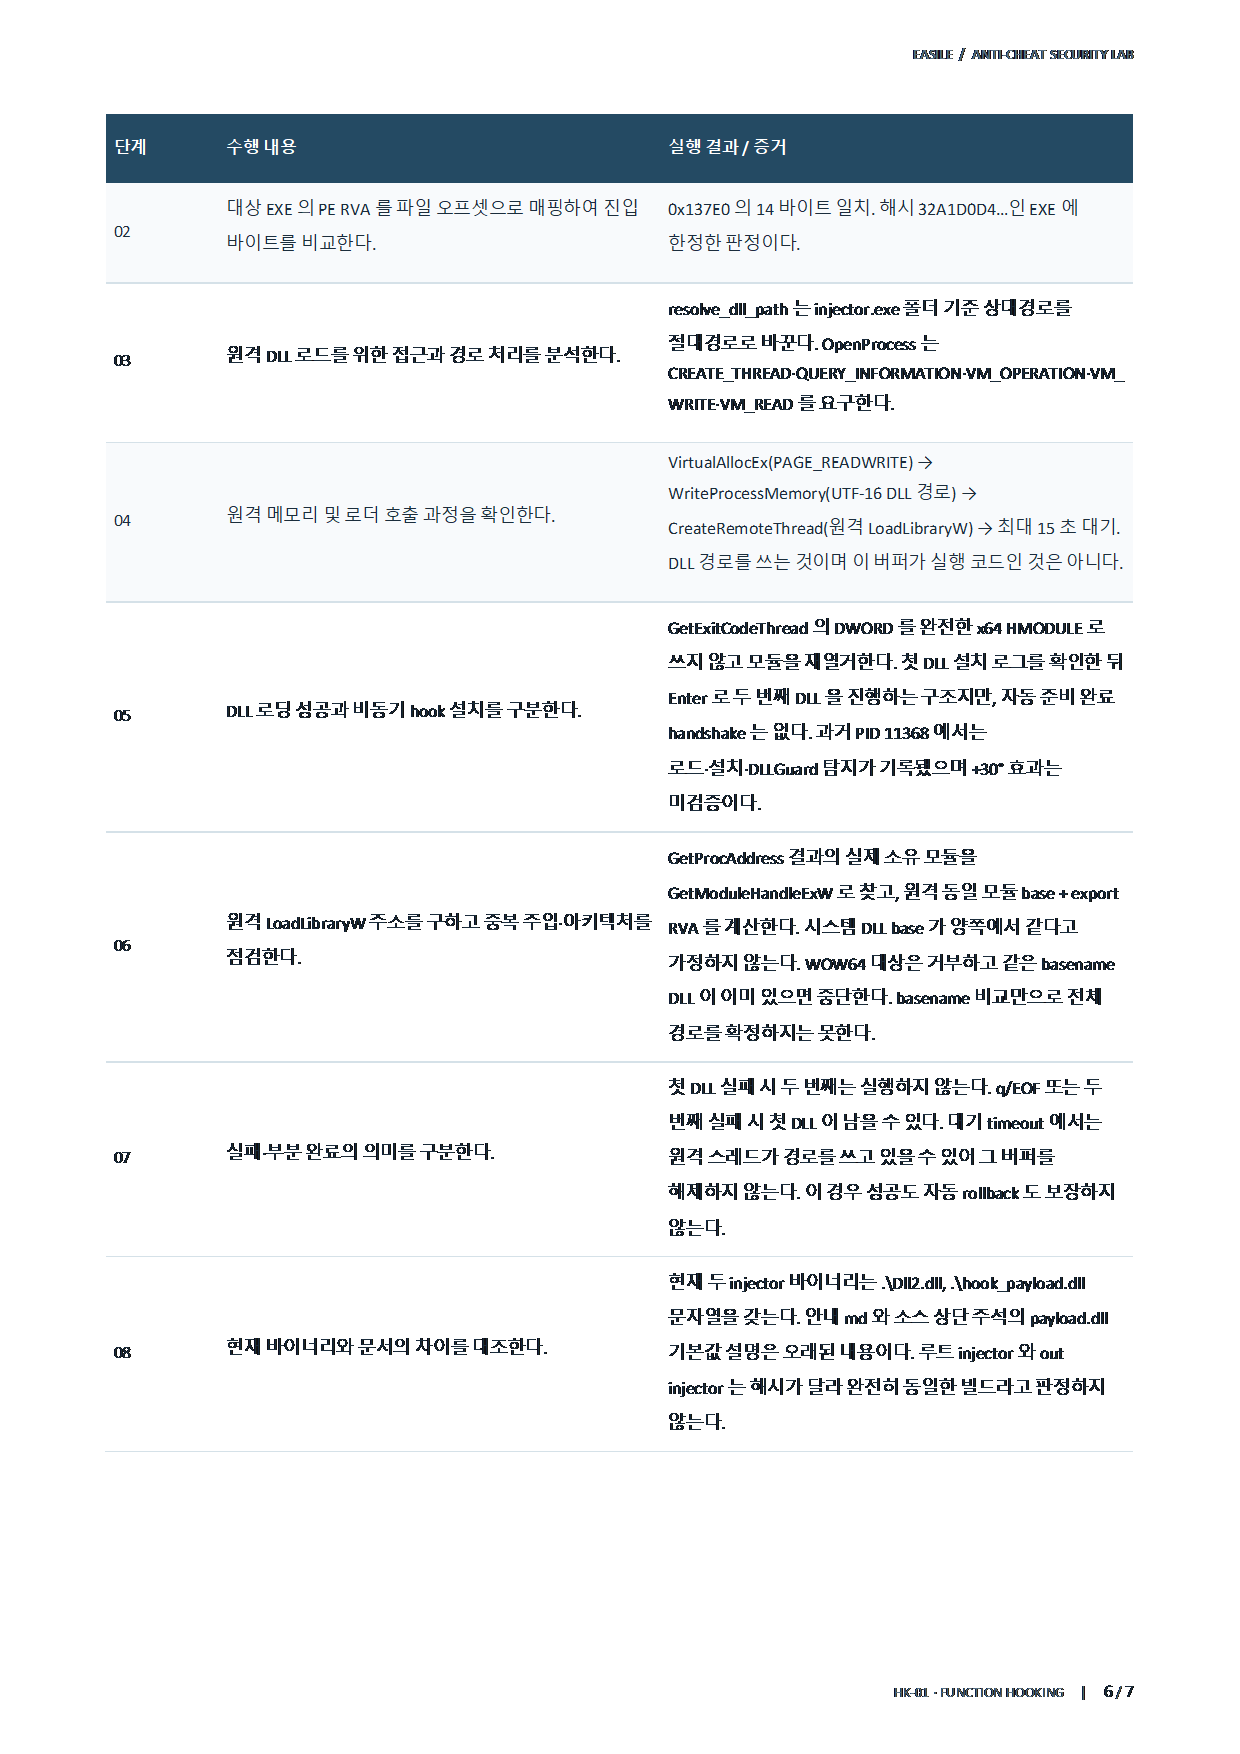 EASILE / ANTI-CHEAT SECURITY LAB
단계 수행 내용 실행 결과 / 증거
02
대상 EXE 의 PE RVA 를 파일 오프셋으로 매핑하여 진입
바이트를 비교한다.
0x137E0 의 14 바이트 일치. 해시 32A1D0D4...인 EXE 에
한정한 판정이다.
03
원격 DLL 로드를 위한 접근과 경로 처리를 분석한다.
resolve_dll_path 는 injector.exe 폴더 기준 상대경로를
절대경로로 바꾼다. OpenProcess 는
CREATE_THREAD·QUERY_INFORMATION·VM_OPERATION·VM_
WRITE·VM_READ 를 요구한다.
04
원격 메모리 및 로더 호출 과정을 확인한다.
VirtualAllocEx(PAGE_READWRITE) →
WriteProcessMemory(UTF-16 DLL 경로) →
CreateRemoteThread(원격 LoadLibraryW) → 최대 15 초 대기.
DLL 경로를 쓰는 것이며 이 버퍼가 실행 코드인 것은 아니다.
05
DLL 로딩 성공과 비동기 hook 설치를 구분한다.
GetExitCodeThread 의 DWORD 를 완전한 x64 HMODULE 로
쓰지 않고 모듈을 재열거한다. 첫 DLL 설치 로그를 확인한 뒤
Enter 로 두 번째 DLL 을 진행하는 구조지만, 자동 준비 완료
handshake 는 없다. 과거 PID 11368 에서는
로드·설치·DLLGuard 탐지가 기록됐으며 +30° 효과는
미검증이다.
06
원격 LoadLibraryW 주소를 구하고 중복 주입·아키텍처를
점검한다.
GetProcAddress 결과의 실제 소유 모듈을
GetModuleHandleExW 로 찾고, 원격 동일 모듈 base + export
RVA 를 계산한다. 시스템 DLL base 가 양쪽에서 같다고
가정하지 않는다. WOW64 대상은 거부하고 같은 basename
DLL 이 이미 있으면 중단한다. basename 비교만으로 전체
경로를 확정하지는 못한다.
07
실패·부분 완료의 의미를 구분한다.
첫 DLL 실패 시 두 번째는 실행하지 않는다. q/EOF 또는 두
번째 실패 시 첫 DLL 이 남을 수 있다. 대기 timeout 에서는
원격 스레드가 경로를 쓰고 있을 수 있어 그 버퍼를
해제하지 않는다. 이 경우 성공도 자동 rollback 도 보장하지
않는다.
08
현재 바이너리와 문서의 차이를 대조한다.
현재 두 injector 바이너리는 .\Dll2.dll, .\hook_payload.dll
문자열을 갖는다. 안내 md 와 소스 상단 주석의 payload.dll
기본값 설명은 오래된 내용이다. 루트 injector 와 out
injector 는 해시가 달라 완전히 동일한 빌드라고 판정하지
않는다.
HK-01 · FUNCTION HOOKING | 6 / 7